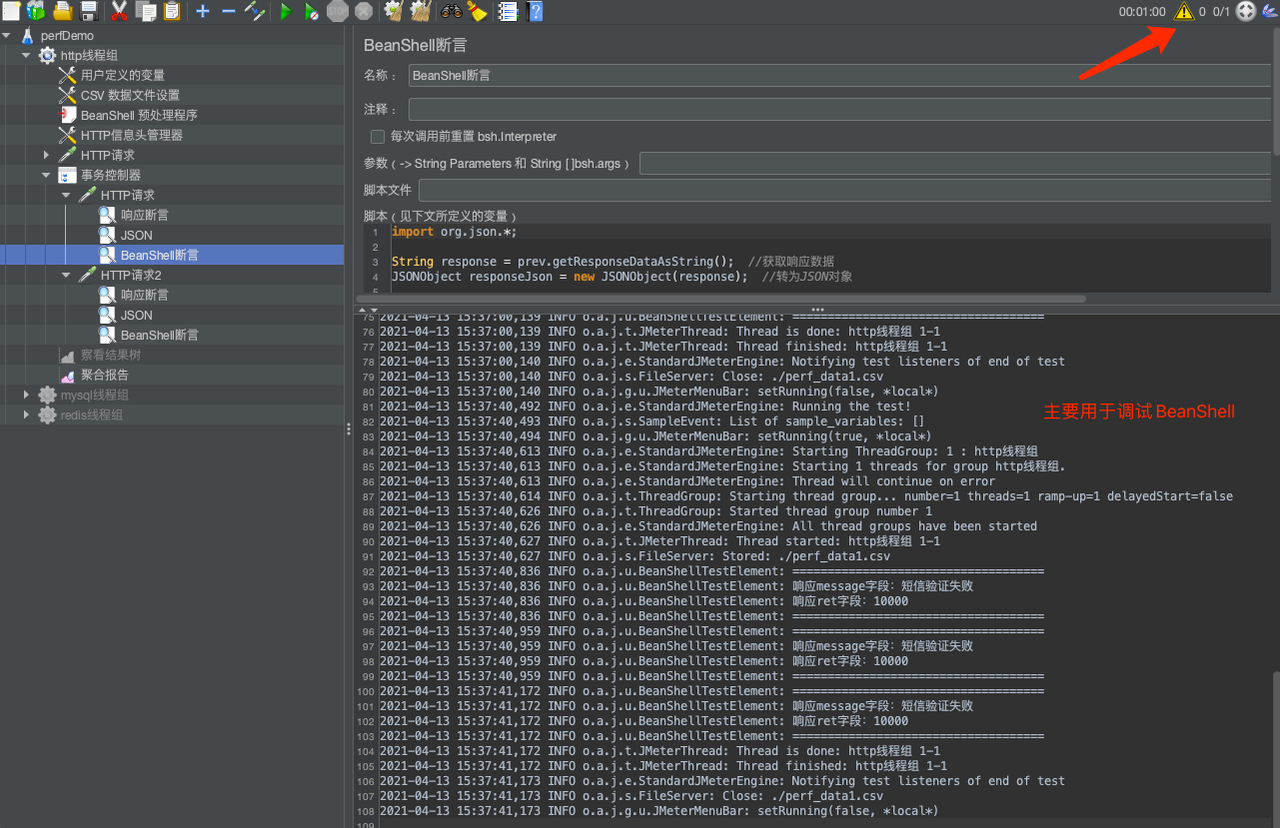 00:01:00 0 0/1
perfDemo
http线程组
用户定义的变量
CSV 数据文件设置
BeanShell 预处理程序
HTTP信息头管理器
HTTP请求
事务控制器
HTTP请求
响应断言
JSON
BeanShell断言
HTTP请求2
响应断言
JSON
BeanShell断言
察看结果树
聚合报告
mysql线程组
redis线程组
BeanShell断言
名称： BeanShell断言
注释：
每次调用前重置 bsh.Interpreter
参数（-> String Parameters 和 String [ ]bsh.args ）
脚本文件
脚本（见下文所定义的变量）
1 import org.json.*;
2
3 String response = prev.getResponseDataAsString();  //获取响应数据
4 JSONObject responseJson = new JSONObject(response);  //转为JSON对象
75 2021-04-13 15:37:00,139 INFO o.a.j.u.BeanShellTestElement: ====================================
76 2021-04-13 15:37:00,139 INFO o.a.j.t.JMeterThread: Thread is done: http线程组 1-1
77 2021-04-13 15:37:00,139 INFO o.a.j.t.JMeterThread: Thread finished: http线程组 1-1
78 2021-04-13 15:37:00,140 INFO o.a.j.e.StandardJMeterEngine: Notifying test listeners of end of test
79 2021-04-13 15:37:00,140 INFO o.a.j.s.FileServer: Close: ./perf_data1.csv
80 2021-04-13 15:37:00,140 INFO o.a.j.g.u.JMeterMenuBar: setRunning(false, *local*)
81 2021-04-13 15:37:40,492 INFO o.a.j.e.StandardJMeterEngine: Running the test!
主要用于调试 BeanShell
82 2021-04-13 15:37:40,493 INFO o.a.j.s.SampleEvent: List of sample_variables: []
83 2021-04-13 15:37:40,494 INFO o.a.j.g.u.JMeterMenuBar: setRunning(true, *local*)
84 2021-04-13 15:37:40,613 INFO o.a.j.e.StandardJMeterEngine: Starting ThreadGroup: 1 : http线程组
85 2021-04-13 15:37:40,613 INFO o.a.j.e.StandardJMeterEngine: Starting 1 threads for group http线程组.
86 2021-04-13 15:37:40,613 INFO o.a.j.e.StandardJMeterEngine: Thread will continue on error
87 2021-04-13 15:37:40,614 INFO o.a.j.t.ThreadGroup: Starting thread group... number=1 threads=1 ramp-up=1 delayedStart=false
88 2021-04-13 15:37:40,626 INFO o.a.j.t.ThreadGroup: Started thread group number 1
89 2021-04-13 15:37:40,626 INFO o.a.j.e.StandardJMeterEngine: All thread groups have been started
90 2021-04-13 15:37:40,627 INFO o.a.j.t.JMeterThread: Thread started: http线程组 1-1
91 2021-04-13 15:37:40,627 INFO o.a.j.s.FileServer: Stored: ./perf_data1.csv
92 2021-04-13 15:37:40,836 INFO o.a.j.u.BeanShellTestElement: ====================================
93 2021-04-13 15:37:40,836 INFO o.a.j.u.BeanShellTestElement: 响应message字段：短信验证失败
94 2021-04-13 15:37:40,836 INFO o.a.j.u.BeanShellTestElement: 响应ret字段：10000
95 2021-04-13 15:37:40,836 INFO o.a.j.u.BeanShellTestElement: ====================================
96 2021-04-13 15:37:40,959 INFO o.a.j.u.BeanShellTestElement: ====================================
97 2021-04-13 15:37:40,959 INFO o.a.j.u.BeanShellTestElement: 响应message字段：短信验证失败
98 2021-04-13 15:37:40,959 INFO o.a.j.u.BeanShellTestElement: 响应ret字段：10000
99 2021-04-13 15:37:40,959 INFO o.a.j.u.BeanShellTestElement: ====================================
100 2021-04-13 15:37:41,172 INFO o.a.j.u.BeanShellTestElement: ====================================
101 2021-04-13 15:37:41,172 INFO o.a.j.u.BeanShellTestElement: 响应message字段：短信验证失败
102 2021-04-13 15:37:41,172 INFO o.a.j.u.BeanShellTestElement: 响应ret字段：10000
103 2021-04-13 15:37:41,172 INFO o.a.j.u.BeanShellTestElement: ====================================
104 2021-04-13 15:37:41,172 INFO o.a.j.t.JMeterThread: Thread is done: http线程组 1-1
105 2021-04-13 15:37:41,172 INFO o.a.j.t.JMeterThread: Thread finished: http线程组 1-1
106 2021-04-13 15:37:41,173 INFO o.a.j.e.StandardJMeterEngine: Notifying test listeners of end of test
107 2021-04-13 15:37:41,173 INFO o.a.j.s.FileServer: Close: ./perf_data1.csv
108 2021-04-13 15:37:41,173 INFO o.a.j.g.u.JMeterMenuBar: setRunning(false, *local*)
109